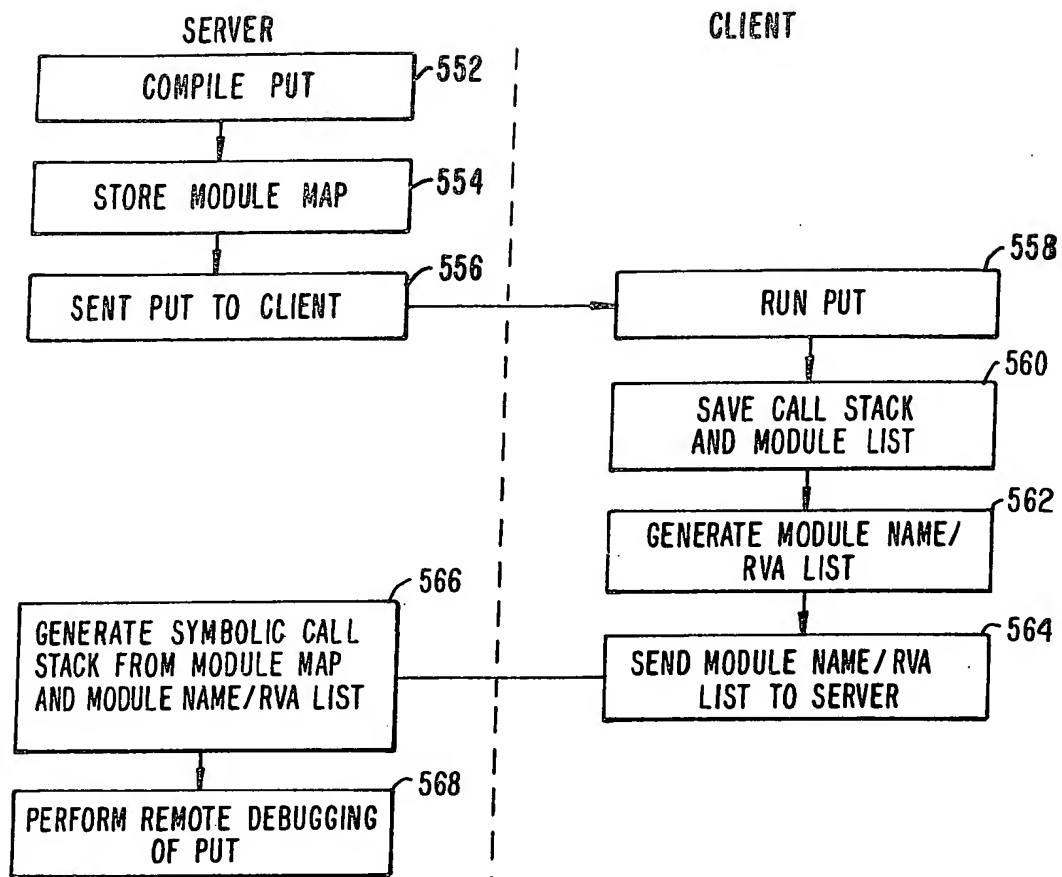 SERVER
CLIENT
COMPILE PUT
552
STORE MODULE MAP
554
SENT PUT TO CLIENT
556
RUN PUT
558
SAVE CALL STACK
AND MODULE LIST
560
GENERATE MODULE NAME/
RVA LIST
562
SEND MODULE NAME/RVA
LIST TO SERVER
564
GENERATE SYMBOLIC CALL
STACK FROM MODULE MAP
AND MODULE NAME/RVA LIST
566
PERFORM REMOTE DEBUGGING
OF PUT
568